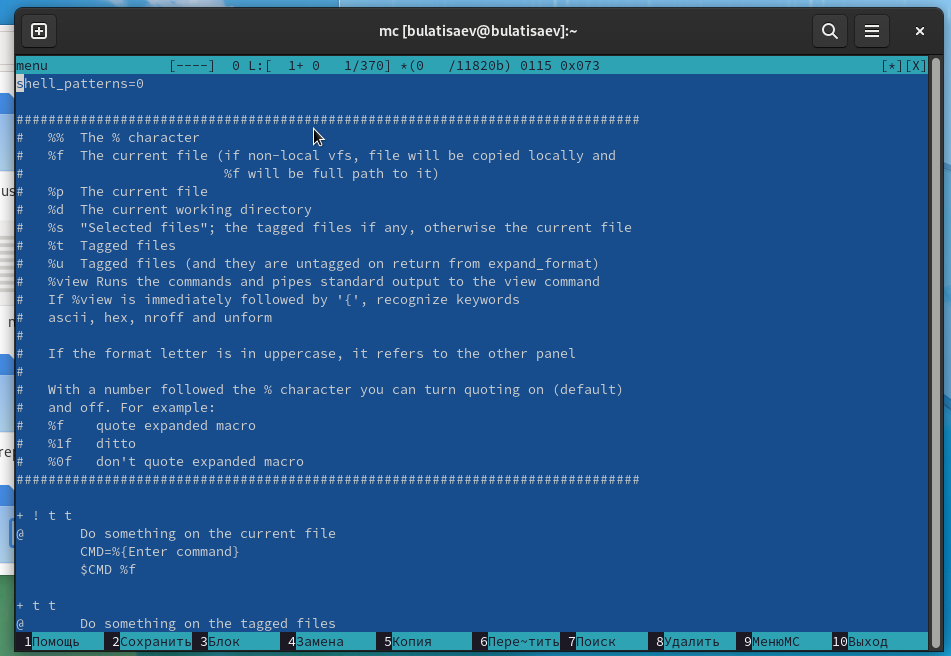 mc [bulatisaev@bulatisaev]:~
menu [----] 0 L:[ 1+ 0 1/370] *(0 /11820b) 0115 0x073 [*][X]
shell_patterns=0
##############################################################################
# %% The % character
# %f The current file (if non-local vfs, file will be copied locally and
# %f will be full path to it)
# %p The current file
# %d The current working directory
# %s "Selected files"; the tagged files if any, otherwise the current file
# %t Tagged files
# %u Tagged files (and they are untagged on return from expand_format)
# %view Runs the commands and pipes standard output to the view command
# If %view is immediately followed by '{', recognize keywords
# ascii, hex, nroff and unform
#
# If the format letter is in uppercase, it refers to the other panel
#
# With a number followed the % character you can turn quoting on (default)
# and off. For example:
# %f quote expanded macro
# %1f ditto
# %0f don't quote expanded macro
##############################################################################
+ ! t t
@ Do something on the current file
CMD=%{Enter command}
$CMD %f
+ t t
@ Do something on the tagged files
1Помощь 2Сохранить 3Блок 4Замена 5Копия 6Пере~тить 7Поиск 8Удалить 9МенюMC 10Выход